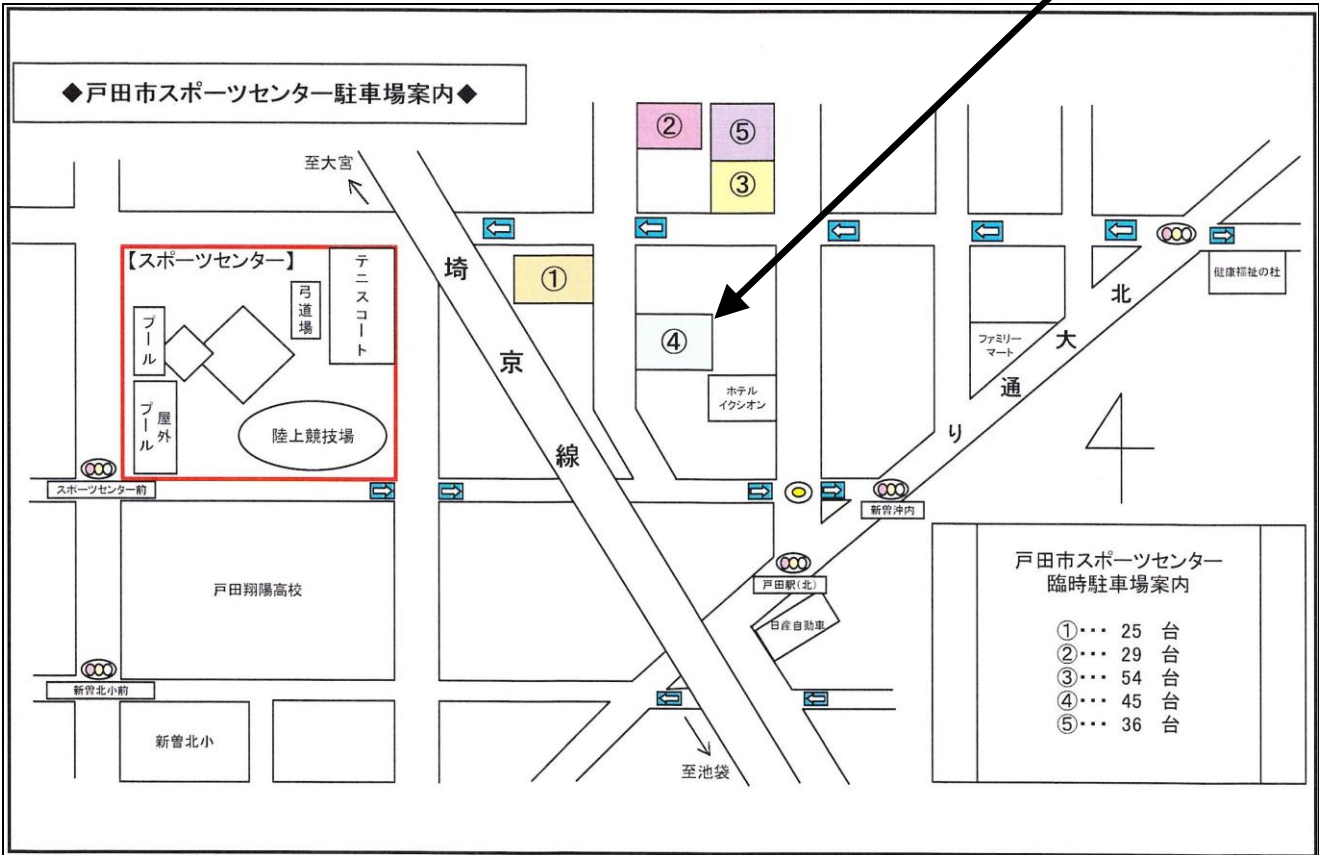 ◆戸田市スポーツセンター駐車場案内◆
②
⑤
③
至大宮
【スポーツセンター】
テニスコート
弓道場
プール
屋外プール
陸上競技場
①
④
埼京線
ホテル
イクシオン
ファミリー
マート
北大通り
健康福祉の杜
スポーツセンター前
新曽沖内
戸田駅(北)
日産自動車
戸田翔陽高校
新曽北小前
新曽北小
至池袋
戸田市スポーツセンター
臨時駐車場案内
①･･･ 25 台
②･･･ 29 台
③･･･ 54 台
④･･･ 45 台
⑤･･･ 36 台